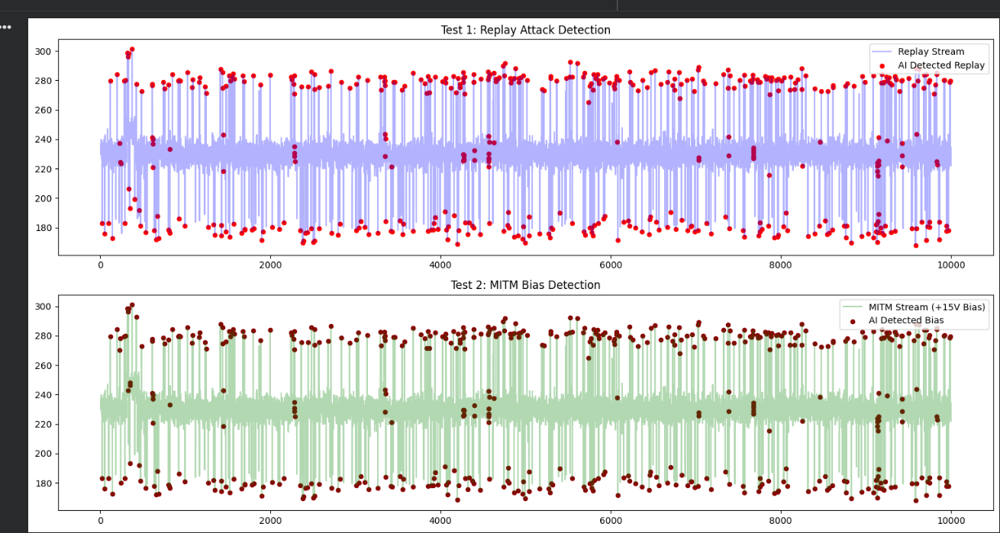 Test 1: Replay Attack Detection
300
280
260
240
220
200
180
Replay Stream
AI Detected Replay
0 2000 4000 6000 8000 10000
Test 2: MITM Bias Detection
300
280
260
240
220
200
180
MITM Stream (+15V Bias)
AI Detected Bias
0 2000 4000 6000 8000 10000